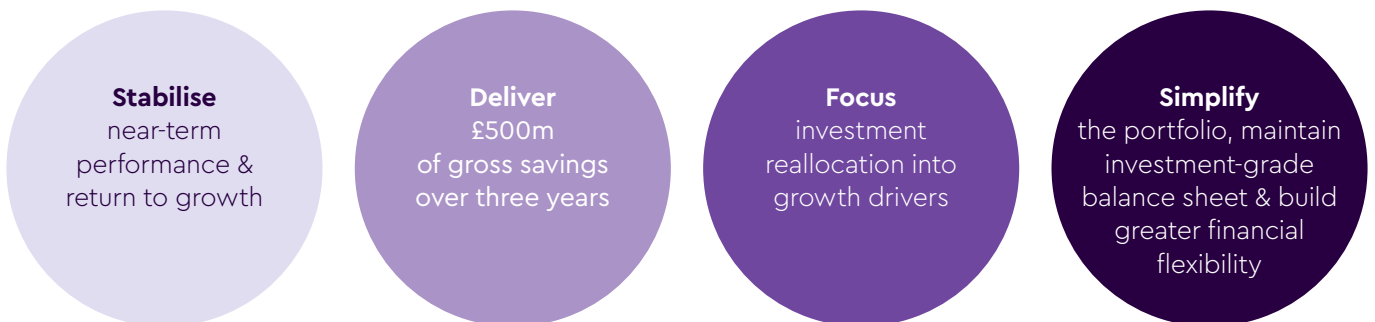 Stabilise
near-term
performance &
return to growth
Deliver
£500m
of gross savings
over three years
Focus
investment
reallocation into
growth drivers
Simplify
the portfolio, maintain
investment-grade
balance sheet & build
greater financial
flexibility